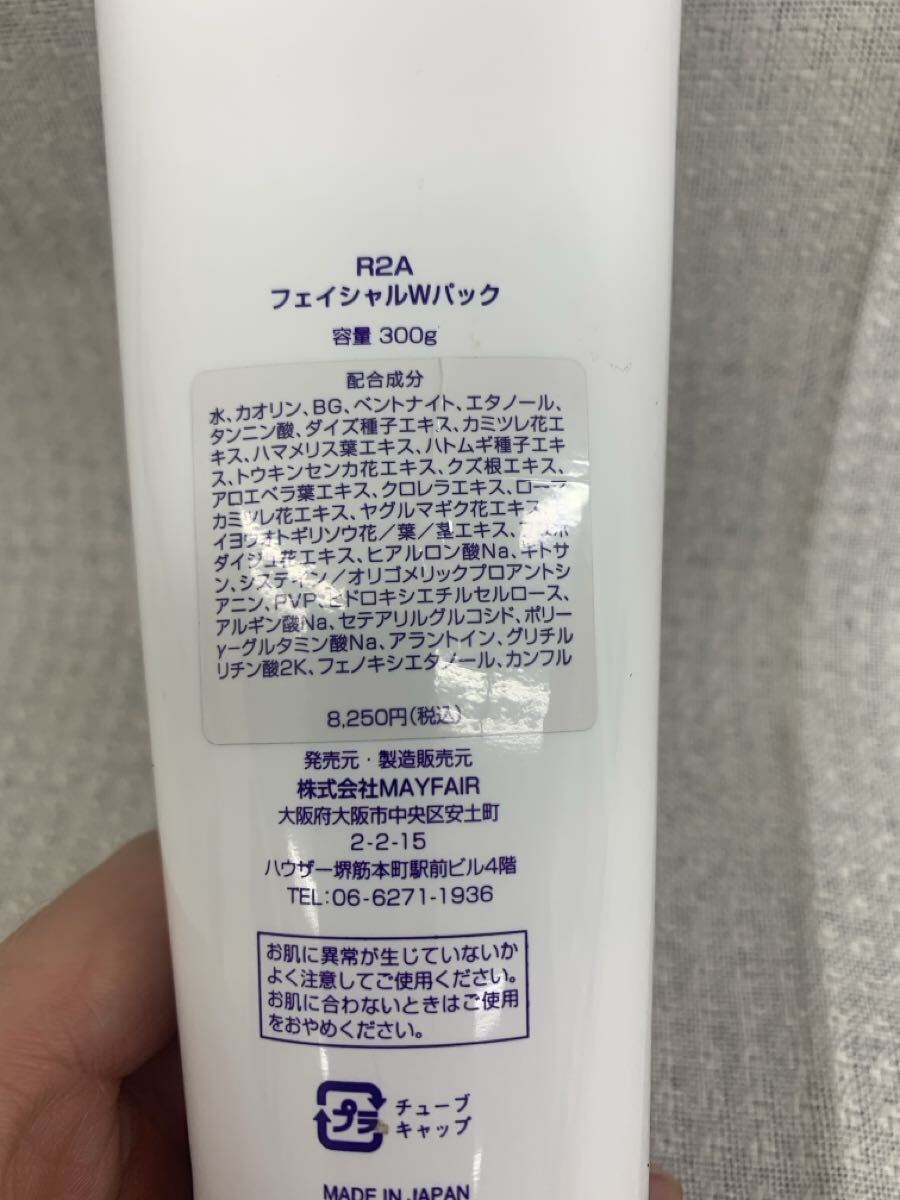 R2A
フェイシャルWパック
容量 300g
配合成分
水、カオリン、BG、ベントナイト、エタノール、
タンニン酸、ダイズ種子エキス、カミツレ花エ
キス、ハマメリス葉エキス、ハトムギ種子エキ
ス、トウキンセンカ花エキス、クズ根エキス、
アロエベラ葉エキス、クロレラエキス、ローマ
カミツレ花エキス、ヤグルマギク花エキス
イヨウオトギリソウ花／葉／茎エキス、
ダイジュ花エキス、ヒアルロン酸Na、キトサ
ン、システイン／オリゴメリックプロアントシ
アニン、PVP、ヒドロキシエチルセルロース、
アルギン酸Na、セテアリルグルコシド、ポリー
γーグルタミン酸Na、アラントイン、グリチル
リチン酸2K、フェノキシエタノール、カンフル
8,250円（税込）
発売元・製造販売元
株式会社MAYFAIR
大阪府大阪市中央区安土町
2-2-15
ハウザー堺筋本町駅前ビル4階
TEL：06-6271-1936
お肌に異常が生じていないか
よく注意してご使用ください。
お肌に合わないときはご使用
をおやめください。
プラ
チューブ
キャップ
MADE IN JAPAN